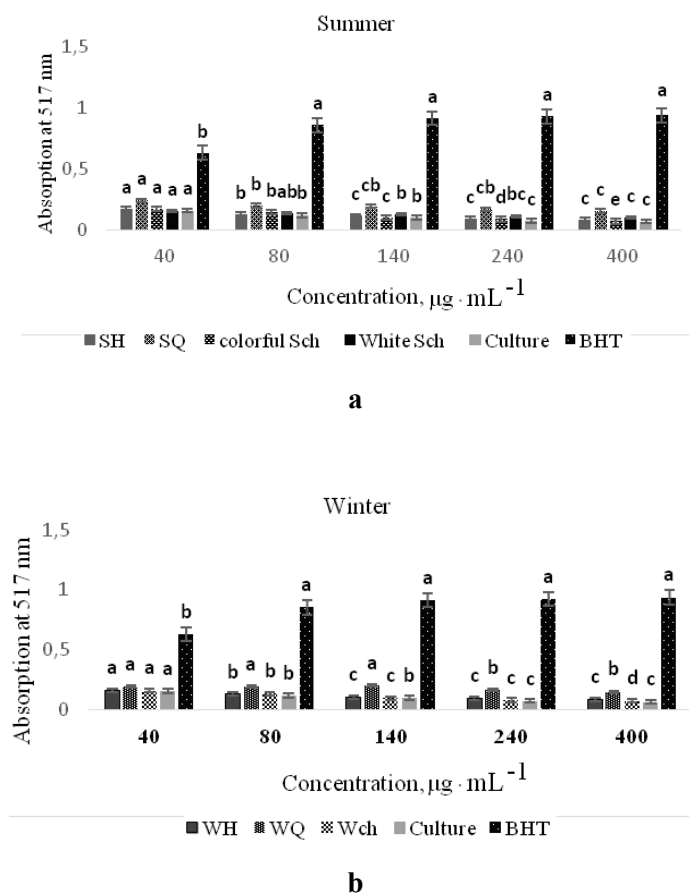 Summer
1,5
1
0,5
0
Absorption at 517 nm
a a a a a b
b b b ab b a
c cb c b b a
c cb d bc c a
c c e c c a
40 80 140 240 400
Concentration, µg · mL⁻¹
SH SQ colorful Sch White Sch Culture BHT
a
Winter
1,5
1
0,5
0
Absorption at 517 nm
a a a a b
b a b b a
c a c b a
c b c c a
c b d c a
40 80 140 240 400
Concentration, µg · mL⁻¹
WH WQ Wch Culture BHT
b